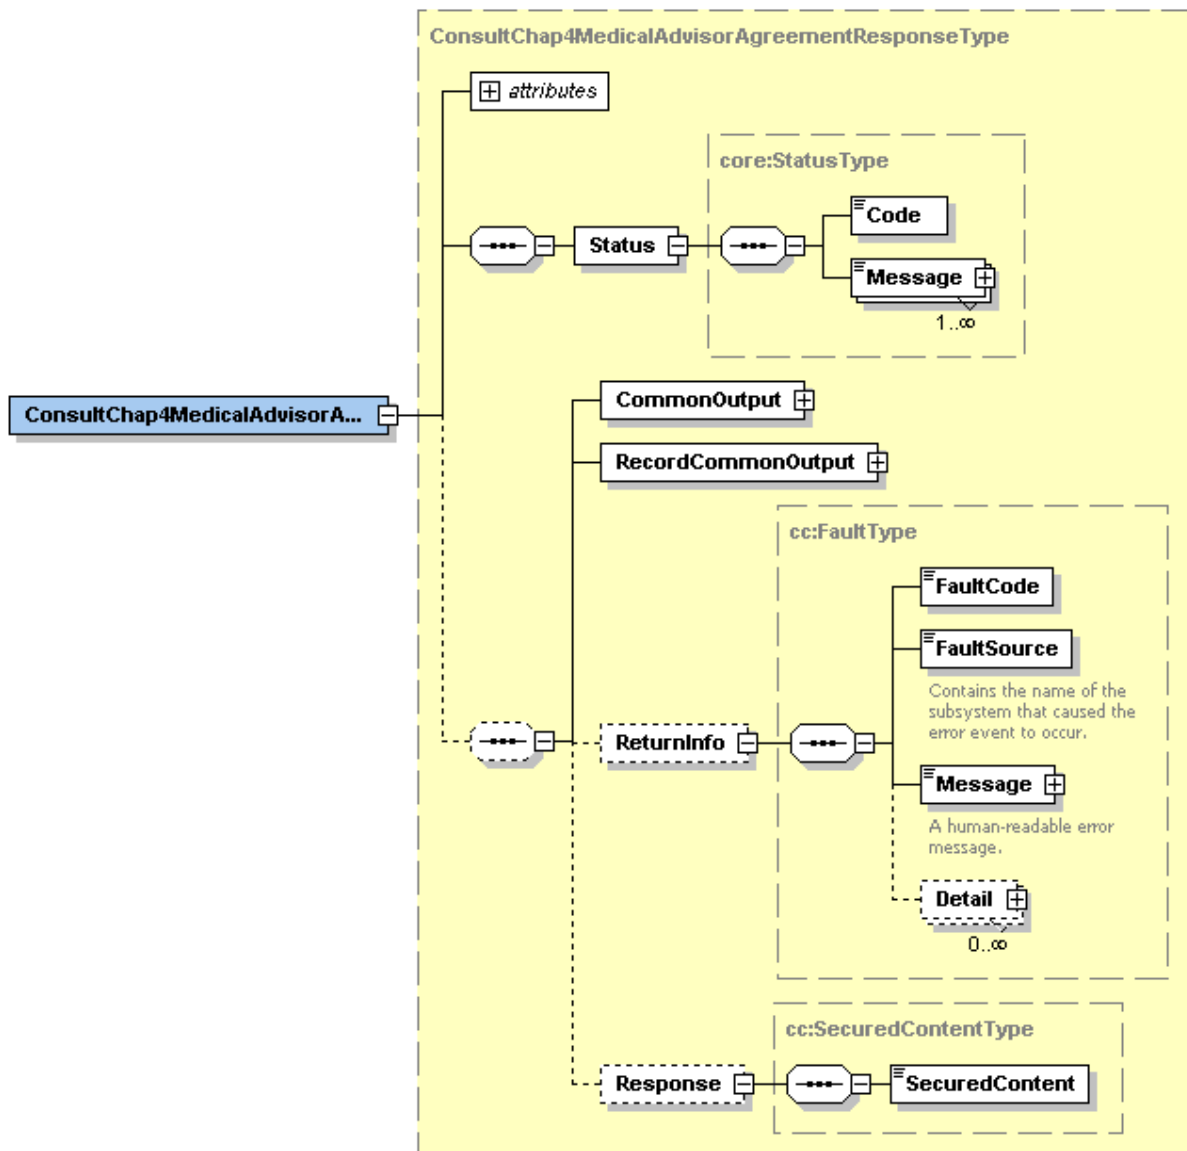 ConsultChap4MedicalAdvisorAgreementResponseType
attributes
core:StatusType
Code
Status
Message
1..∞
ConsultChap4MedicalAdvisorA...
CommonOutput
RecordCommonOutput
cc:FaultType
FaultCode
FaultSource
Contains the name of the
subsystem that caused the
error event to occur.
ReturnInfo
Message
A human-readable error
message.
Detail
0..∞
cc:SecuredContentType
Response
SecuredContent